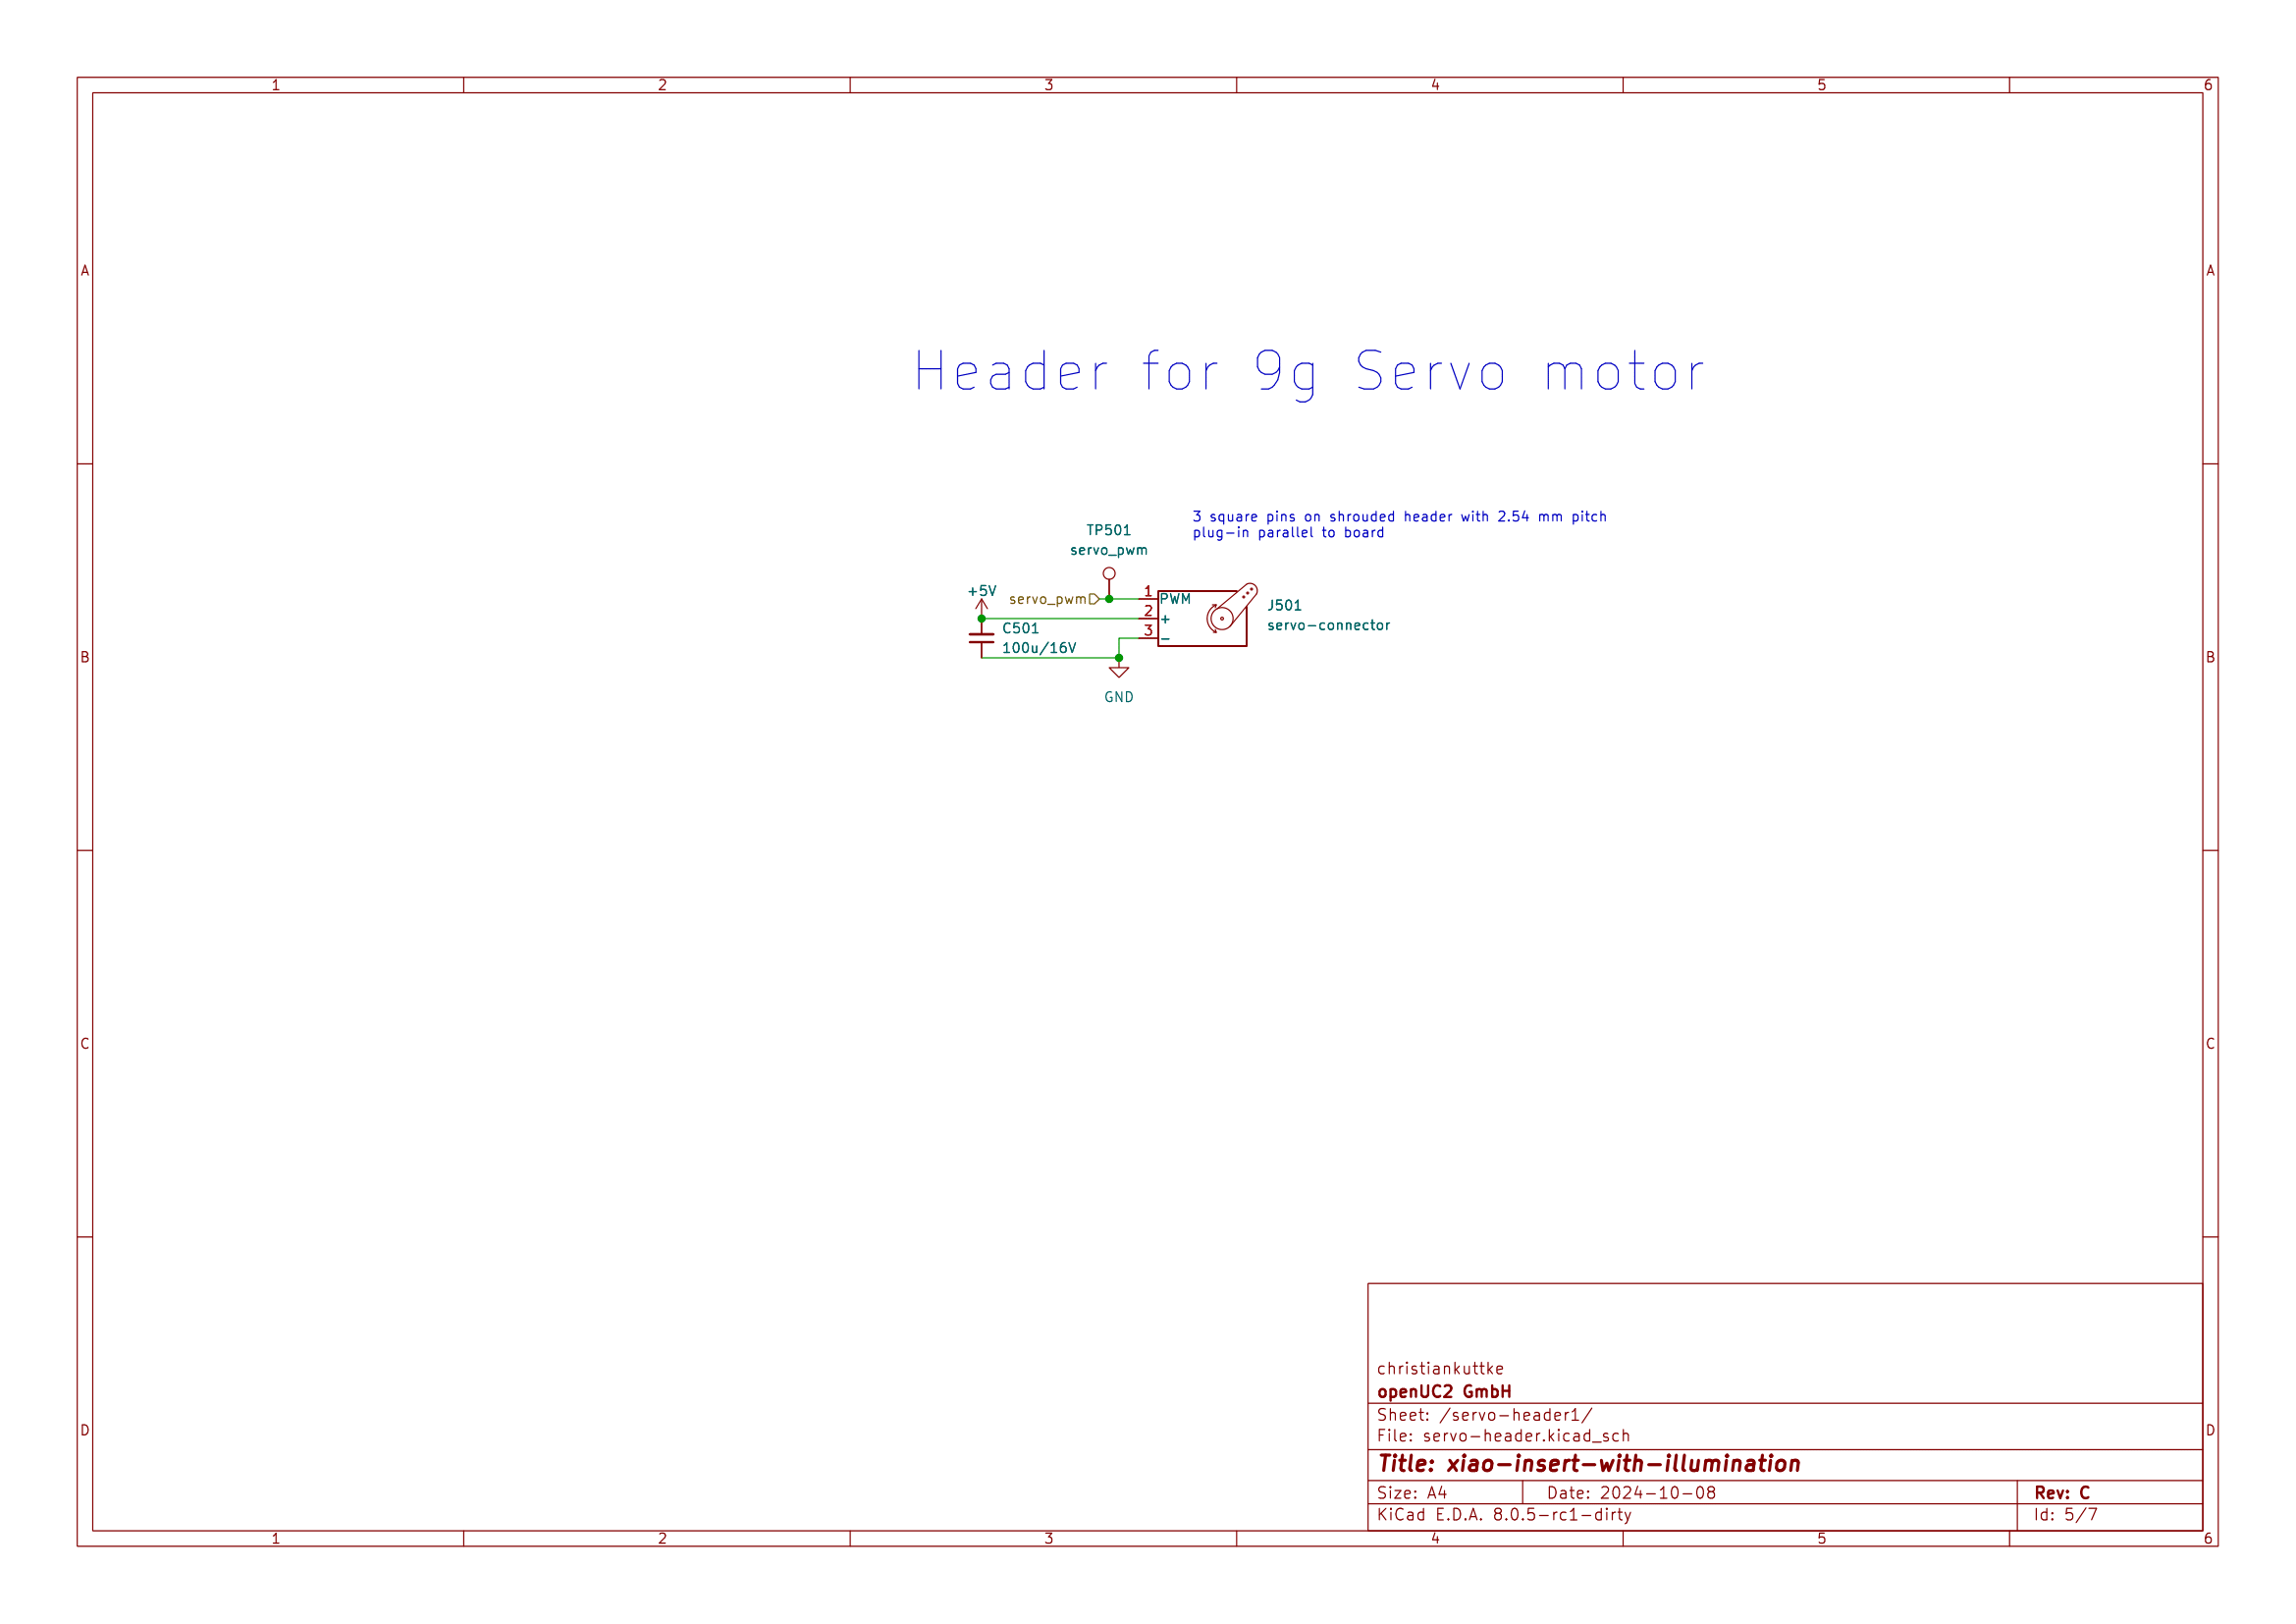 1 2 3 4 5 6
A A
Header for 9g Servo motor
3 square pins on shrouded header with 2.54 mm pitch
plug-in parallel to board
TP501
servo_pwm
+5V
servo_pwm
1
PWM
2
+
3
-
J501
servo-connector
C501
100u/16V
B B
GND
C C
christiankuttke
openUC2 GmbH
Sheet: /servo-header1/
File: servo-header.kicad_sch
D D
Title: xiao-insert-with-illumination
Size: A4 Date: 2024-10-08 Rev: C
KiCad E.D.A. 8.0.5-rc1-dirty Id: 5/7
1 2 3 4 5 6